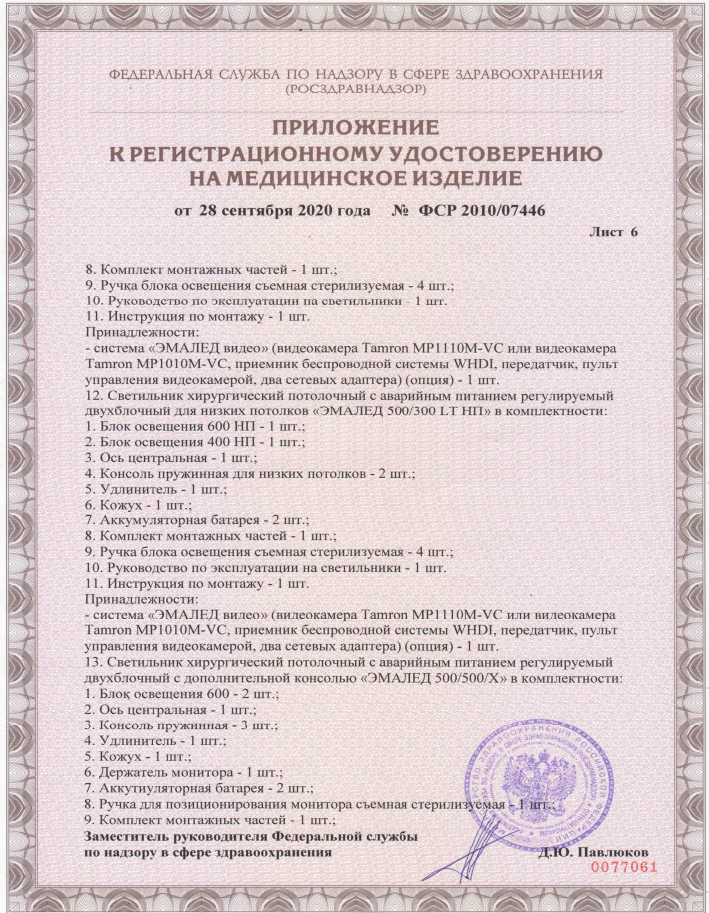 ФЕДЕРАЛЬНАЯ СЛУЖБА ПО НАДЗОРУ В СФЕРЕ ЗДРАВООХРАНЕНИЯ
(РОСЗДРАВНАДЗОР)
ПРИЛОЖЕНИЕ
К РЕГИСТРАЦИОННОМУ УДОСТОВЕРЕНИЮ
НА МЕДИЦИНСКОЕ ИЗДЕЛИЕ
от 28 сентября 2020 года № ФСР 2010/07446
Лист 6
8. Комплект монтажных частей - 1 шт.;
9. Ручка блока освещения съемная стерилизуемая - 4 шт.;
10. Руководство по эксплуатации на светильники - 1 шт.
11. Инструкция по монтажу - 1 шт.
Принадлежности:
- система «ЭМАЛЕД видео» (видеокамера Tamron MP1110M-VC или видеокамера
Tamron MP1010M-VC, приемник беспроводной системы WHDI, передатчик, пульт
управления видеокамерой, два сетевых адаптера) (опция) - 1 шт.
12. Светильник хирургический потолочный с аварийным питанием регулируемый
двухблочный для низких потолков «ЭМАЛЕД 500/300 LT НП» в комплектности:
1. Блок освещения 600 НП - 1 шт.;
2. Блок освещения 400 НП - 1 шт.;
3. Ось центральная - 1 шт.;
4. Консоль пружинная для низких потолков - 2 шт.;
5. Удлинитель - 1 шт.;
6. Кожух - 1 шт.;
7. Аккумуляторная батарея - 2 шт.;
8. Комплект монтажных частей - 1 шт.;
9. Ручка блока освещения съемная стерилизуемая - 4 шт.;
10. Руководство по эксплуатации на светильники - 1 шт.
11. Инструкция по монтажу - 1 шт.
Принадлежности:
- система «ЭМАЛЕД видео» (видеокамера Tamron MP1110M-VC или видеокамера
Tamron MP1010M-VC, приемник беспроводной системы WHDI, передатчик, пульт
управления видеокамерой, два сетевых адаптера) (опция) - 1 шт.
13. Светильник хирургический потолочный с аварийным питанием регулируемый
двухблочный с дополнительной консолью «ЭМАЛЕД 500/500/X» в комплектности:
1. Блок освещения 600 - 2 шт.;
2. Ось центральная - 1 шт.;
3. Консоль пружинная - 3 шт.;
4. Удлинитель - 1 шт.;
5. Кожух - 1 шт.;
6. Держатель монитора - 1 шт.;
7. Аккутиуляторная батарея - 2 шт.;
8. Ручка для позиционирования монитора съемная стерилизуемая - 1 шт.;
9. Комплект монтажных частей - 1 шт.;
Заместитель руководителя Федеральной службы
по надзору в сфере здравоохранения
Д.Ю. Павлюков
0077061